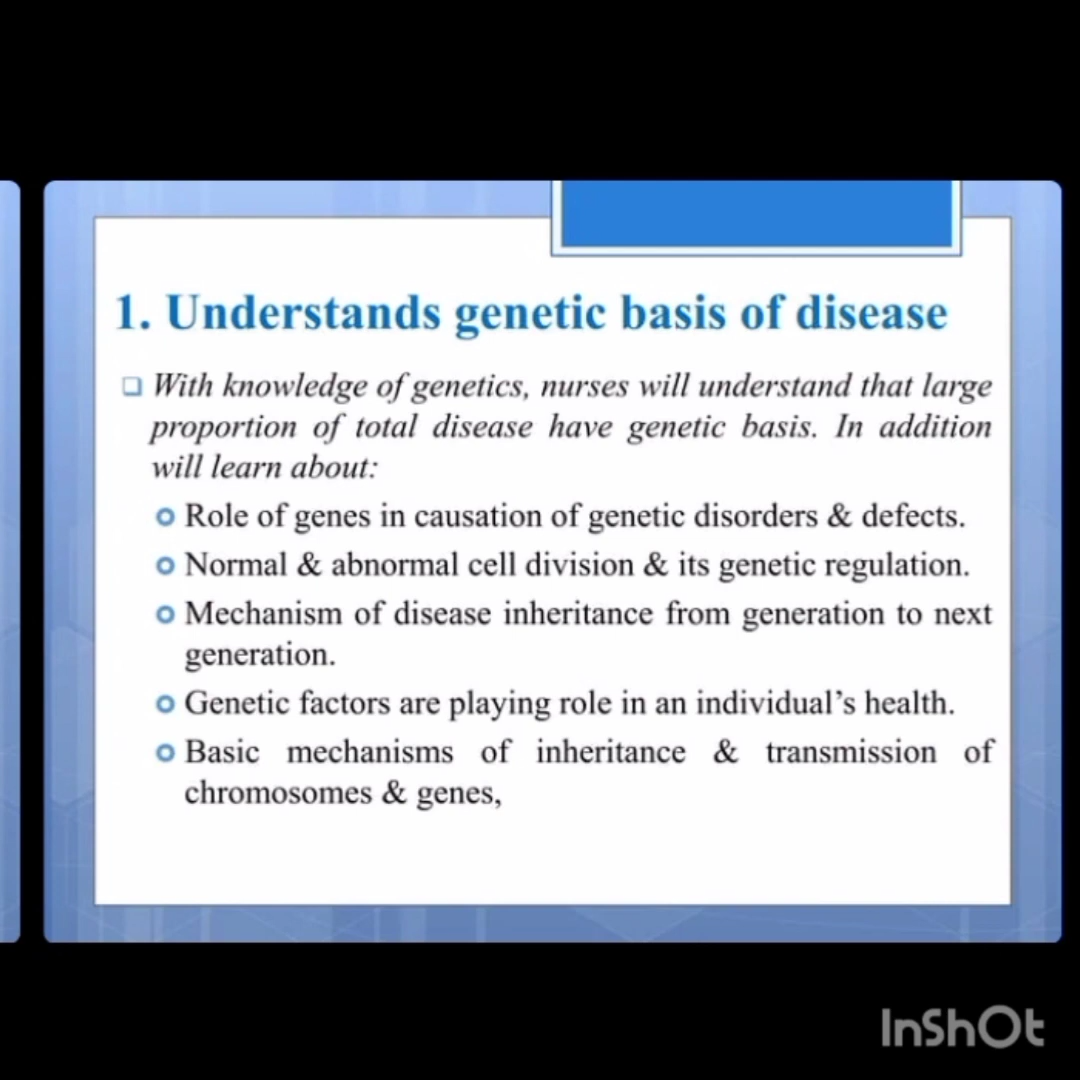 1. Understands genetic basis of disease
With knowledge of genetics, nurses will understand that large
proportion of total disease have genetic basis. In addition
will learn about:
Role of genes in causation of genetic disorders & defects.
Normal & abnormal cell division & its genetic regulation.
Mechanism of disease inheritance from generation to next
generation.
Genetic factors are playing role in an individual's health.
Basic mechanisms of inheritance & transmission of
chromosomes & genes,
InShOt